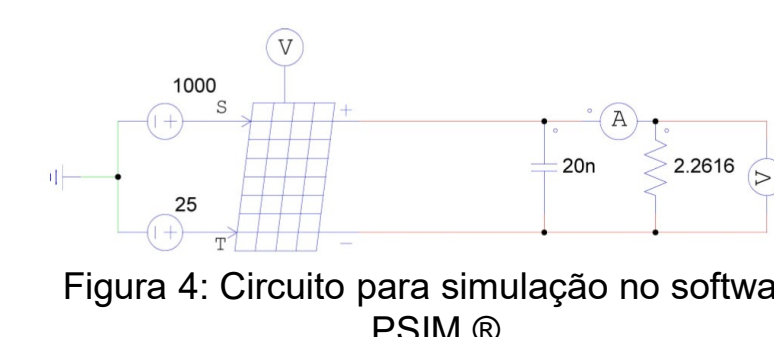 V
1000
S
+
+
A
20n
2.2616
V
25
+
T
−
Figura 4: Circuito para simulação no softwa
PSIM ®